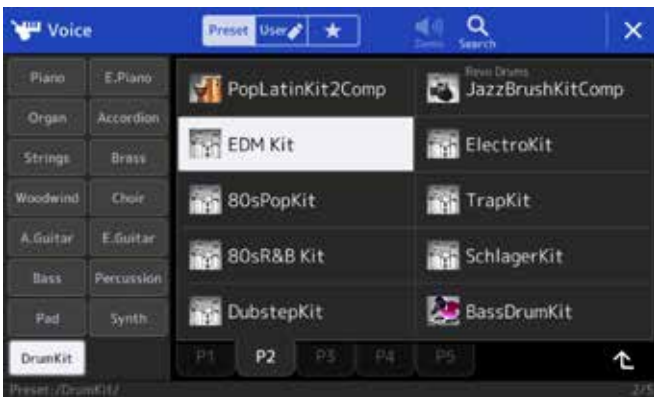 Voice
Preset User ★
Demo Search
Piano E.Piano
Organ Accordion
Strings Brass
Woodwind Choir
A.Guitar E.Guitar
Bass Percussion
Pad Synth
DrumKit
PopLatinKit2Comp
Revo Drums
JazzBrushKitComp
EDM Kit ElectroKit
80sPopKit TrapKit
80sR&B Kit SchlagerKit
DubstepKit BassDrumKit
P1 P2 P3 P4 P5
Preset:/DrumKit/ 2/5